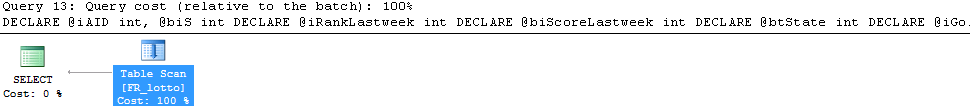 Query 13: Query cost (relative to the batch): 100%
DECLARE @iAID int, @biS int DECLARE @iRankLastweek int DECLARE @biScoreLastweek int DECLARE @btState int DECLARE @iGo.
SELECT
Cost: 0 %
Table Scan
[FR_lotto]
Cost: 100 %